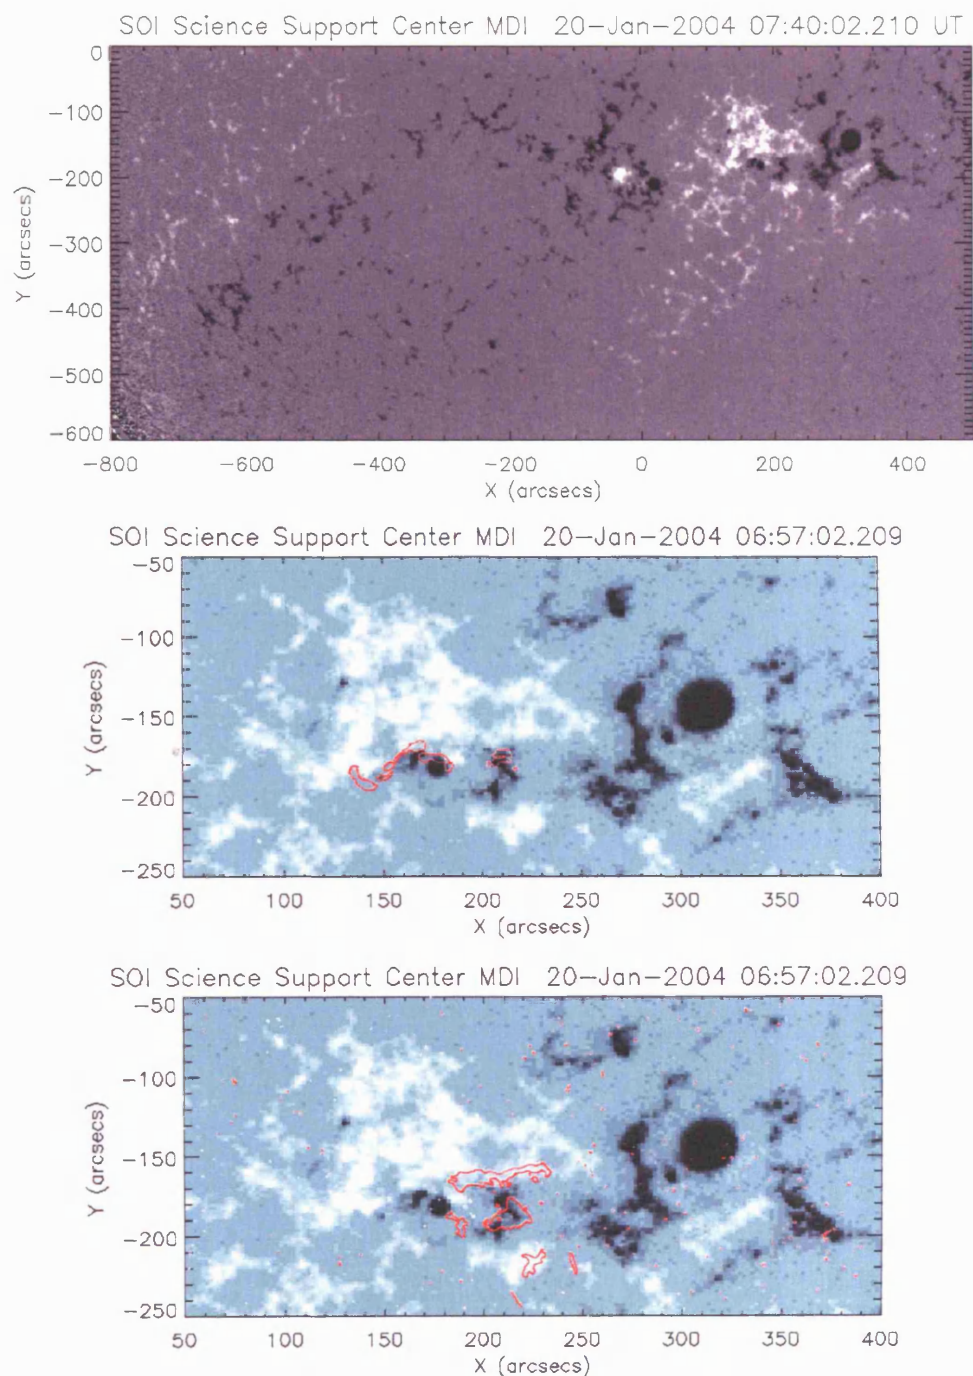 SOI Science Support Center MDI 20-Jan-2004 07:40:02.210 UT
0
-100
-200
-300
-400
-500
-600
Y (arcsecs)
-800 -600 -400 -200 0 200 400
X (arcsecs)
SOI Science Support Center MDI 20-Jan-2004 06:57:02.209
-50
-100
-150
-200
-250
Y (arcsecs)
50 100 150 200 250 300 350 400
X (arcsecs)
SOI Science Support Center MDI 20-Jan-2004 06:57:02.209
-50
-100
-150
-200
-250
Y (arcsecs)
50 100 150 200 250 300 350 400
X (arcsecs)